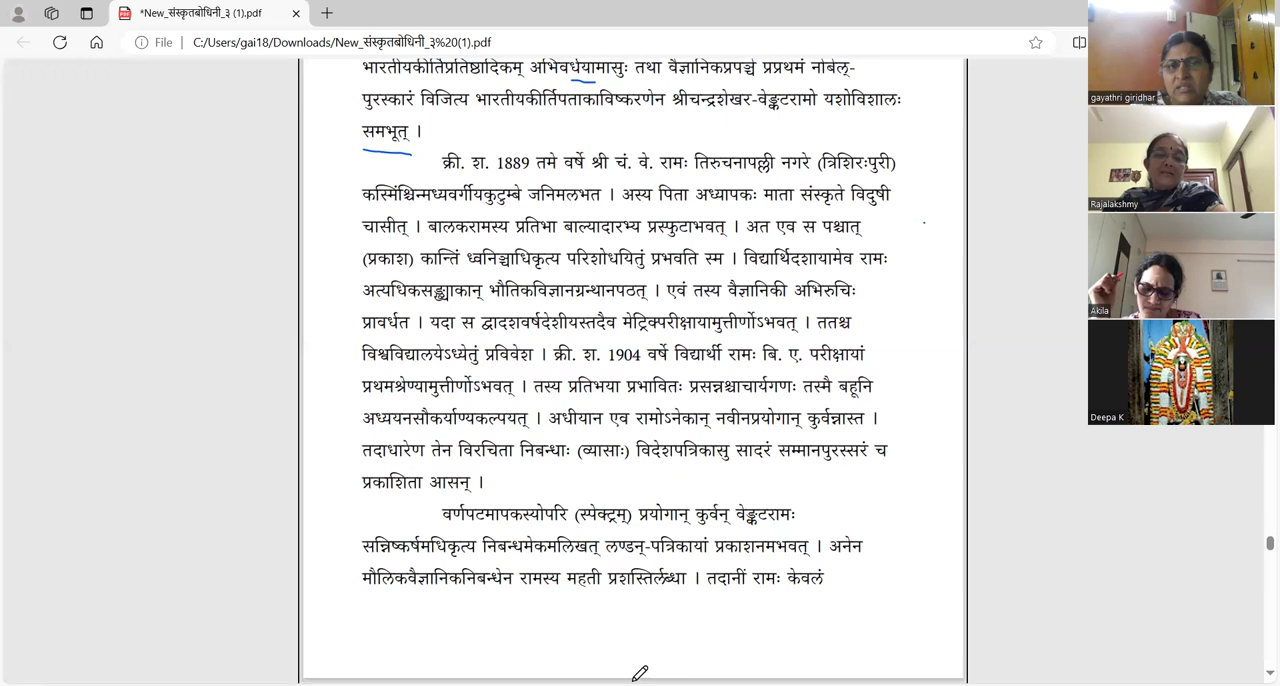 *New_संस्कृतबोधिनी_३ (1).pdf
File
C:/Users/gai18/Downloads/New_संस्कृतबोधिनी_३%20(1).pdf
भारतीयकीर्तिप्रतिष्ठादिकम् अभिवर्धयामासुः तथा वैज्ञानिकप्रपञ्चे प्रप्रथमं नोबेल्-
पुरस्कारं विजित्य भारतीयकीर्तिपताकाविष्करणेन श्रीचन्द्रशेखर-वेङ्कटरामो यशोविशालः
समभूत् ।
क्री. श. 1889 तमे वर्षे श्री चं. वे. रामः तिरुचनापल्ली नगरे (त्रिशिरःपुरी)
कस्मिंश्चिन्मध्यवर्गीयकुटुम्बे जनिमलभत । अस्य पिता अध्यापकः माता संस्कृते विदुषी
चासीत् । बालकरामस्य प्रतिभा बाल्यादारभ्य प्रस्फुटाभवत् । अत एव स पश्चात्
(प्रकाश) कान्तिं ध्वनिञ्चाधिकृत्य परिशोधयितुं प्रभवति स्म । विद्यार्थिदशायामेव रामः
अत्यधिकसङ्ख्याकान् भौतिकविज्ञानग्रन्थानपठत् । एवं तस्य वैज्ञानिकी अभिरुचिः
प्रावर्धत । यदा स द्वादशवर्षदेशीयस्तदैव मेट्रिक्परीक्षायामुत्तीर्णोऽभवत् । ततश्च
विश्वविद्यालयेऽध्येतुं प्रविवेश । क्री. श. 1904 वर्षे विद्यार्थी रामः बि. ए. परीक्षायां
प्रथमश्रेण्यामुत्तीर्णोऽभवत् । तस्य प्रतिभया प्रभावितः प्रसन्नश्चाचार्यगणः तस्मै बहूनि
अध्ययनसौकर्याण्यकल्पयत् । अधीयान एव रामोऽनेकान् नवीनप्रयोगान् कुर्वन्नास्त ।
तदाधारेण तेन विरचिता निबन्धाः (व्यासाः) विदेशपत्रिकासु सादरं सम्मानपुरस्सरं च
प्रकाशिता आसन् ।
वर्णपटमापकस्योपरि (स्पेक्ट्रम्) प्रयोगान् कुर्वन् वेङ्कटरामः
सन्निष्कर्षमधिकृत्य निबन्धमेकमलिखत् लण्डन्-पत्रिकायां प्रकाशनमभवत् । अनेन
मौलिकवैज्ञानिकनिबन्धेन रामस्य महती प्रशस्तिर्लब्धा । तदानीं रामः केवलं
gayathri giridhar
Rajalakshmy
Akila
Deepa K